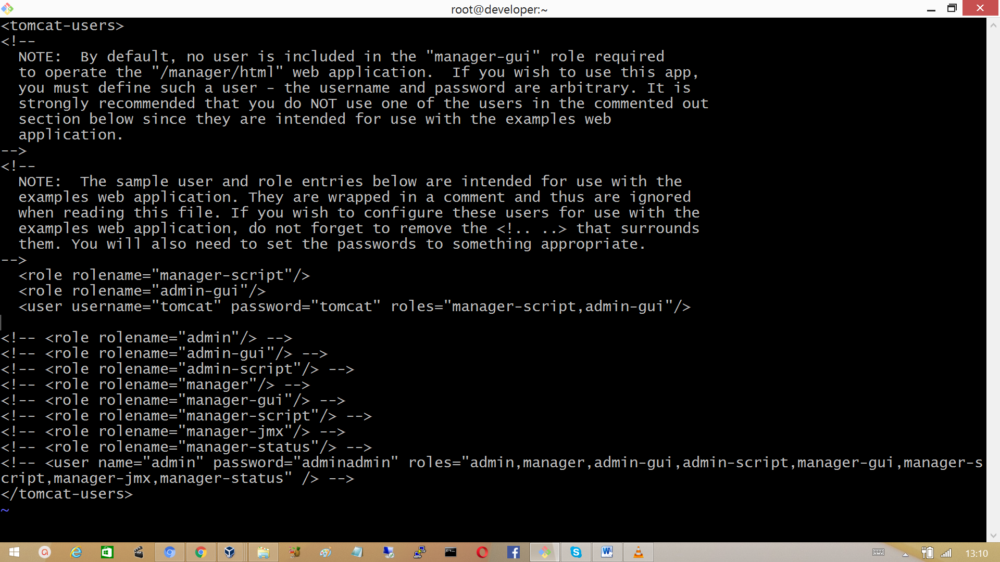 root@developer:~
<tomcat-users>
<!--
  NOTE:  By default, no user is included in the "manager-gui" role required
  to operate the "/manager/html" web application.  If you wish to use this app,
  you must define such a user - the username and password are arbitrary. It is
  strongly recommended that you do NOT use one of the users in the commented out
  section below since they are intended for use with the examples web
  application.
-->
<!--
  NOTE:  The sample user and role entries below are intended for use with the
  examples web application. They are wrapped in a comment and thus are ignored
  when reading this file. If you wish to configure these users for use with the
  examples web application, do not forget to remove the <!.. ..> that surrounds
  them. You will also need to set the passwords to something appropriate.
-->
  <role rolename="manager-script"/>
  <role rolename="admin-gui"/>
  <user username="tomcat" password="tomcat" roles="manager-script,admin-gui"/>
<!-- <role rolename="admin"/> -->
<!-- <role rolename="admin-gui"/> -->
<!-- <role rolename="admin-script"/> -->
<!-- <role rolename="manager"/> -->
<!-- <role rolename="manager-gui"/> -->
<!-- <role rolename="manager-script"/> -->
<!-- <role rolename="manager-jmx"/> -->
<!-- <role rolename="manager-status"/> -->
<!-- <user name="admin" password="adminadmin" roles="admin,manager,admin-gui,admin-script,manager-gui,manager-s
cript,manager-jmx,manager-status" /> -->
</tomcat-users>
~
13:10